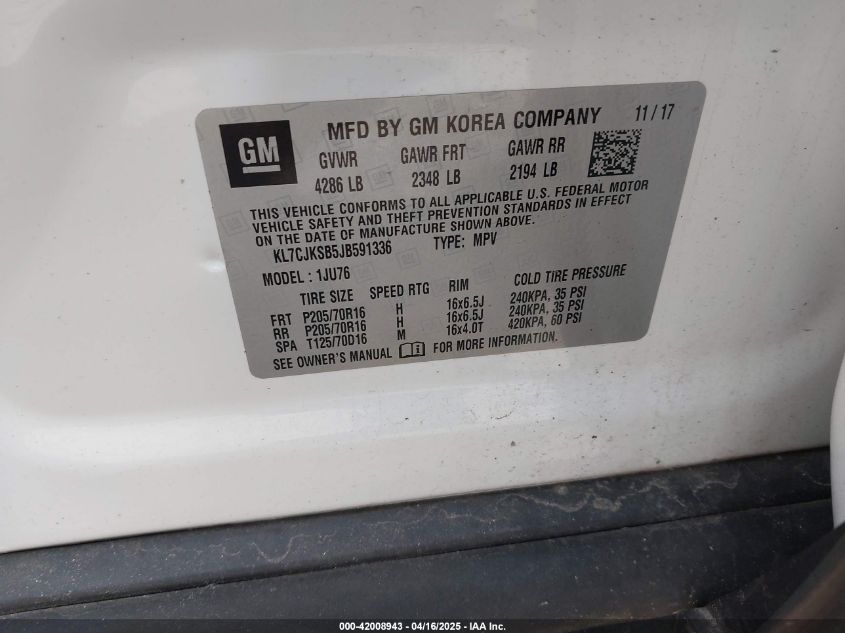 GM
MFD BY GM KOREA COMPANY 11/17
GVWR GAWR FRT GAWR RR
4286 LB 2348 LB 2194 LB
THIS VEHICLE CONFORMS TO ALL APPLICABLE U.S. FEDERAL MOTOR
VEHICLE SAFETY AND THEFT PREVENTION STANDARDS IN EFFECT
ON THE DATE OF MANUFACTURE SHOWN ABOVE.
KL7CJKSB5JB591336 TYPE: MPV
MODEL: 1JU76
TIRE SIZE SPEED RTG RIM COLD TIRE PRESSURE
FRT P205/70R16 H 16x6.5J 240KPA, 35 PSI
RR P205/70R16 H 16x6.5J 240KPA, 35 PSI
SPA T125/70D16 M 16x4.0T 420KPA, 60 PSI
SEE OWNER'S MANUAL FOR MORE INFORMATION.
000-42008943 - 04/16/2025 - IAA Inc.